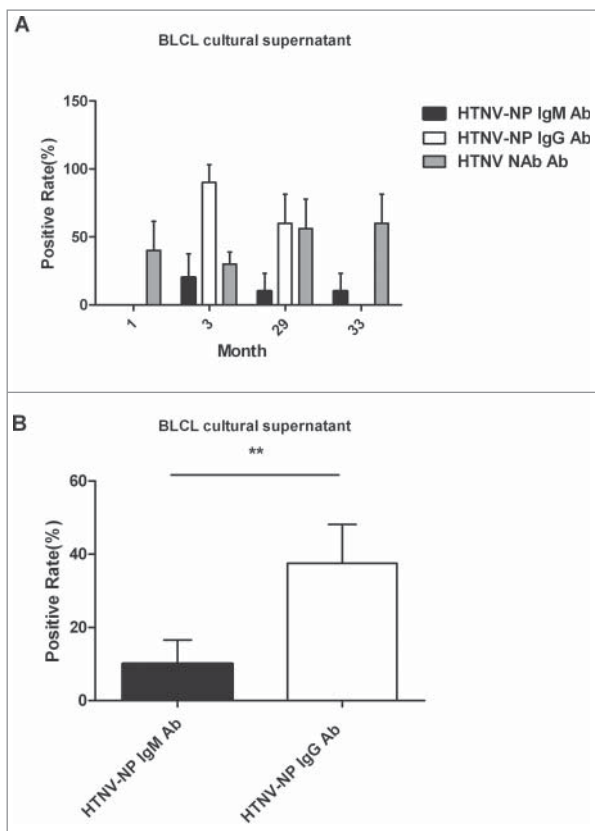 A
BLCL cultural supernatant
150
100
50
0
Positive Rate(%)
1
3
29
33
Month
HTNV-NP IgM Ab
HTNV-NP IgG Ab
HTNV NAb Ab
B
BLCL cultural supernatant
**
60
40
20
0
Positive Rate(%)
HTNV-NP IgM Ab
HTNV-NP IgG Ab